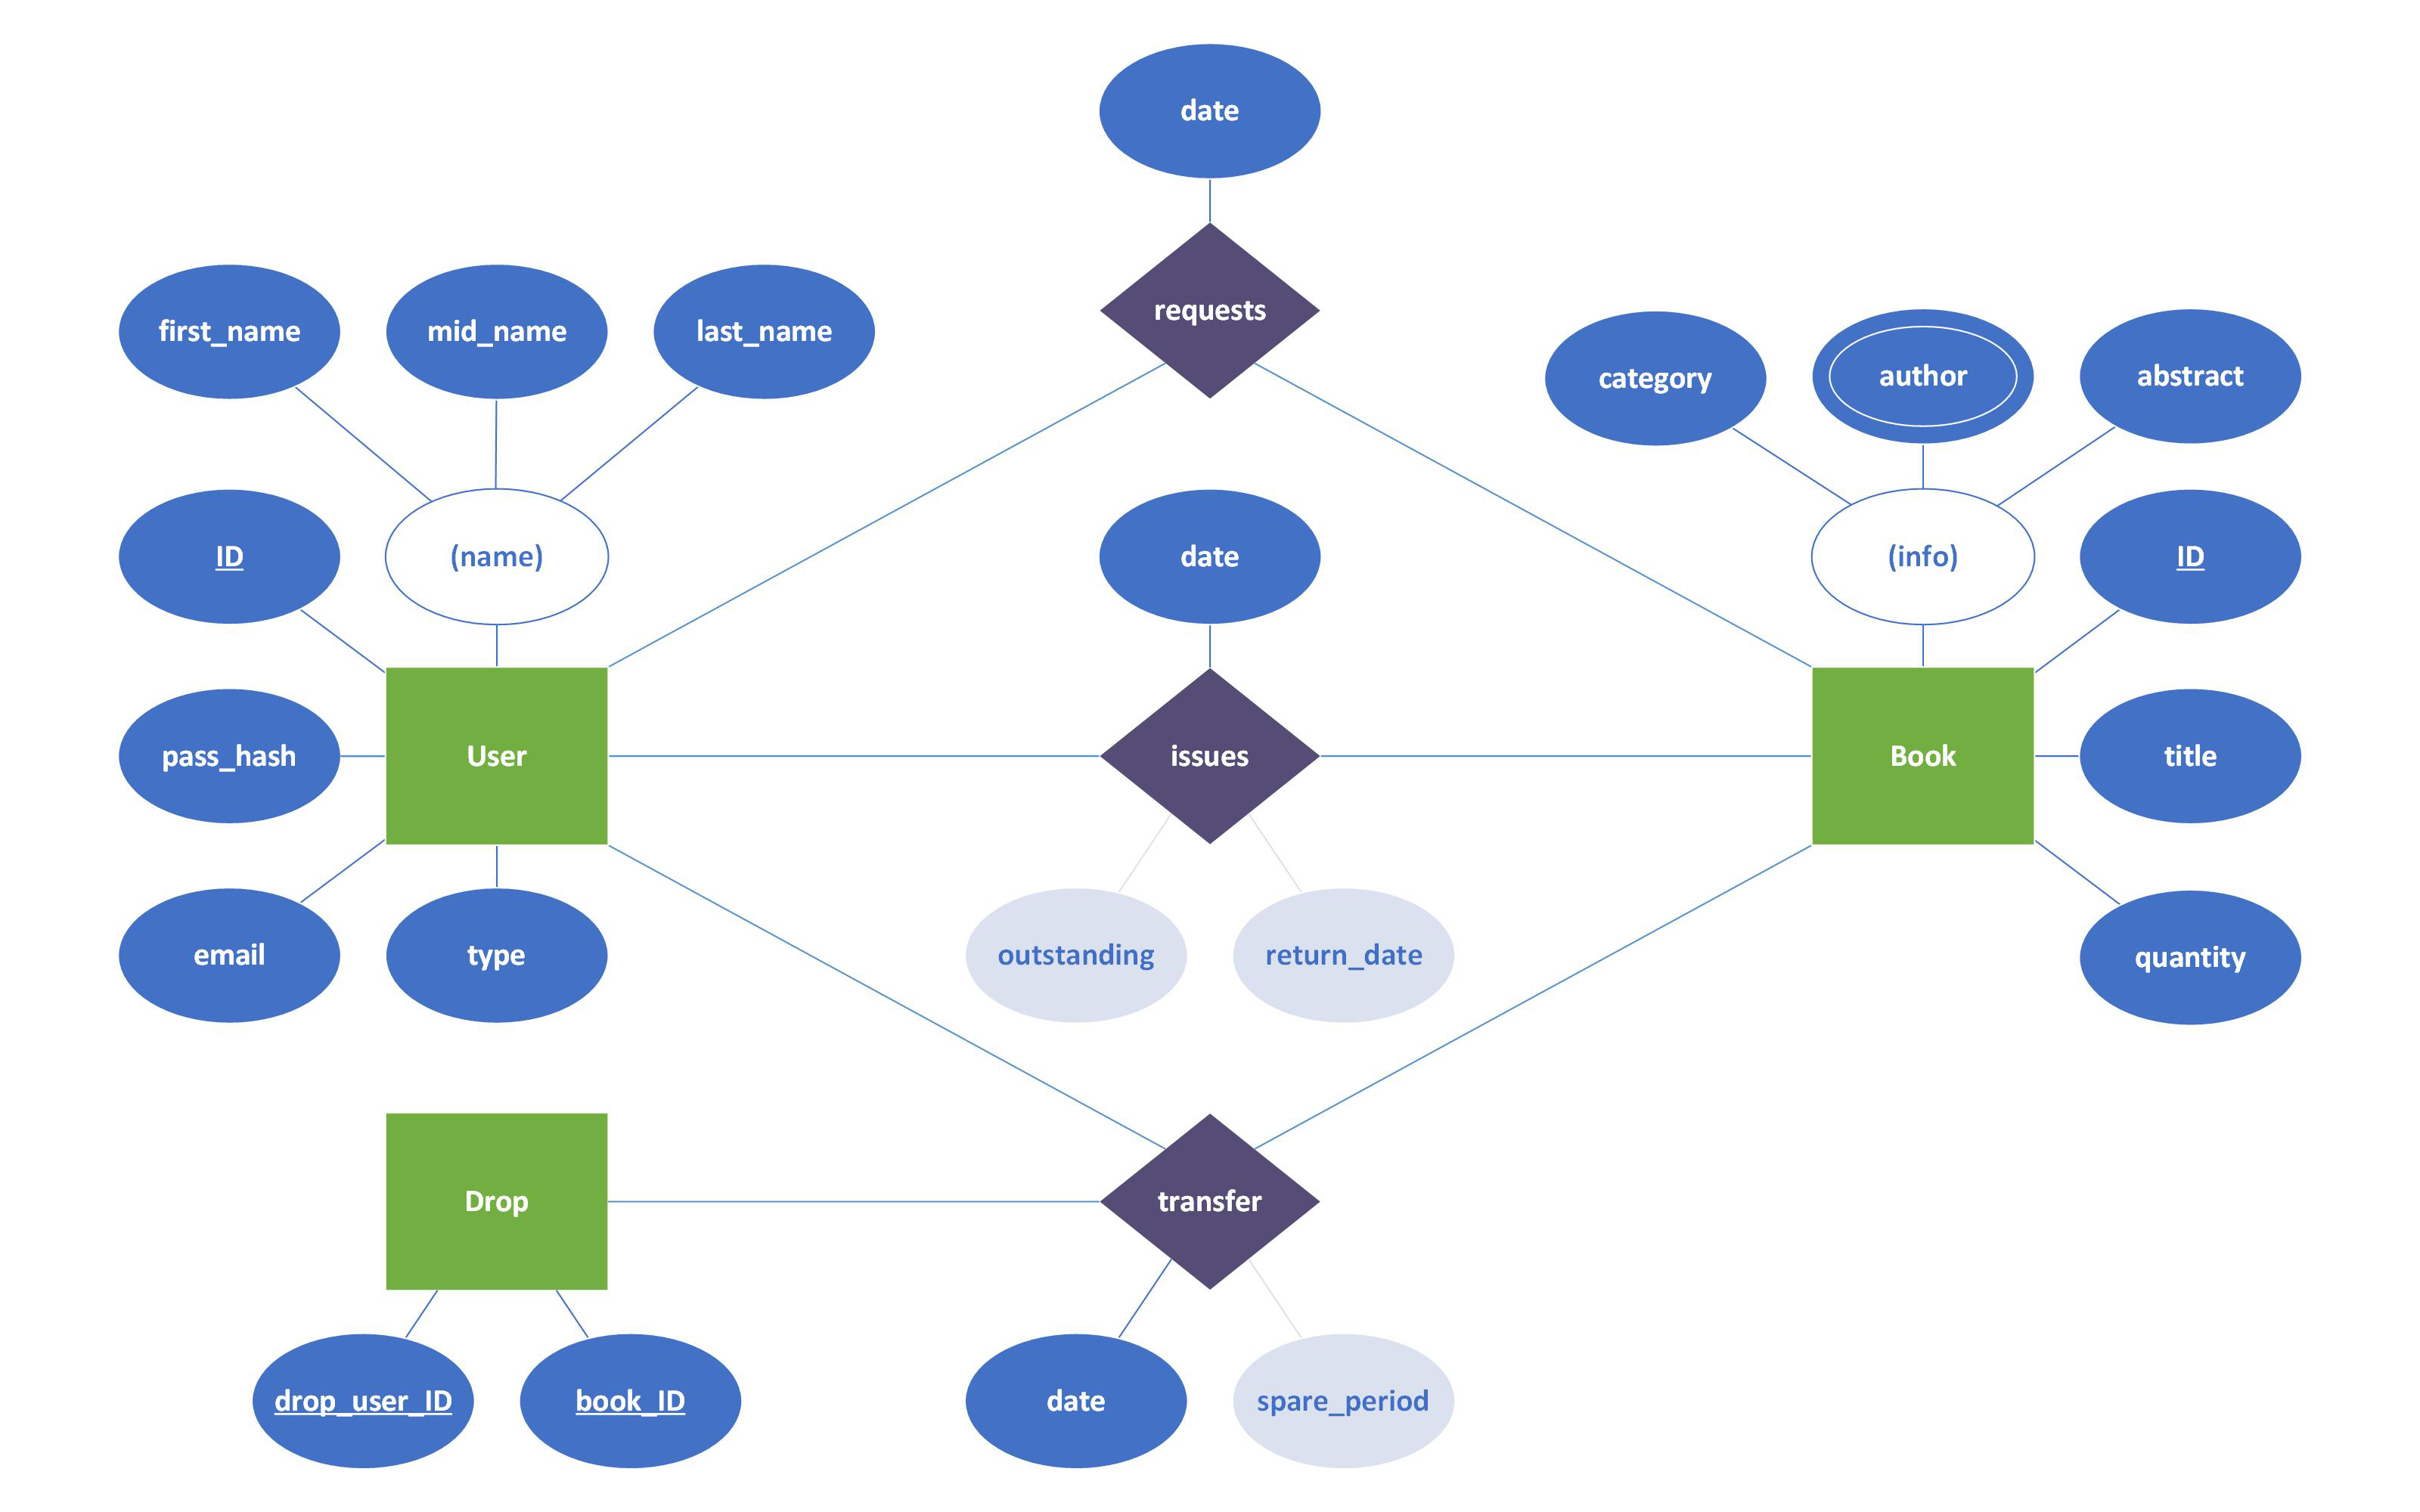 date
requests
first_name
mid_name
last_name
category
author
abstract
ID
(name)
date
(info)
ID
pass_hash
User
issues
Book
title
email
type
outstanding
return_date
quantity
Drop
transfer
drop_user_ID
book_ID
date
spare_period